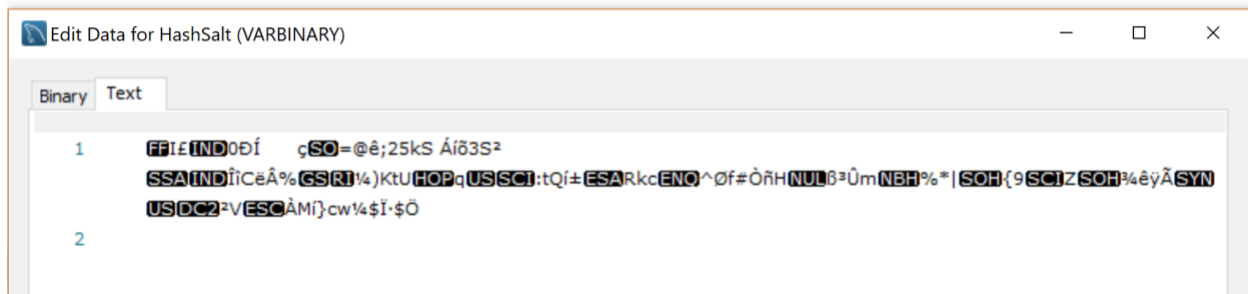 Edit Data for HashSalt (VARBINARY)
Binary Text
1 FFI£IND0ÐÍ çSO=@ê;25kS Áíõ3S²
SSAINDÎîCëÂ%GSRI¼)KtUHOPqUSSCI:tQí±ESARkcENQ^Øf#ÒñHNULß³ÛmNBH%*|SOH{9SCIZSOH¾êÿÃSYN
USDC2²VESCÀMí}cw¼$Ï·$Ö
2